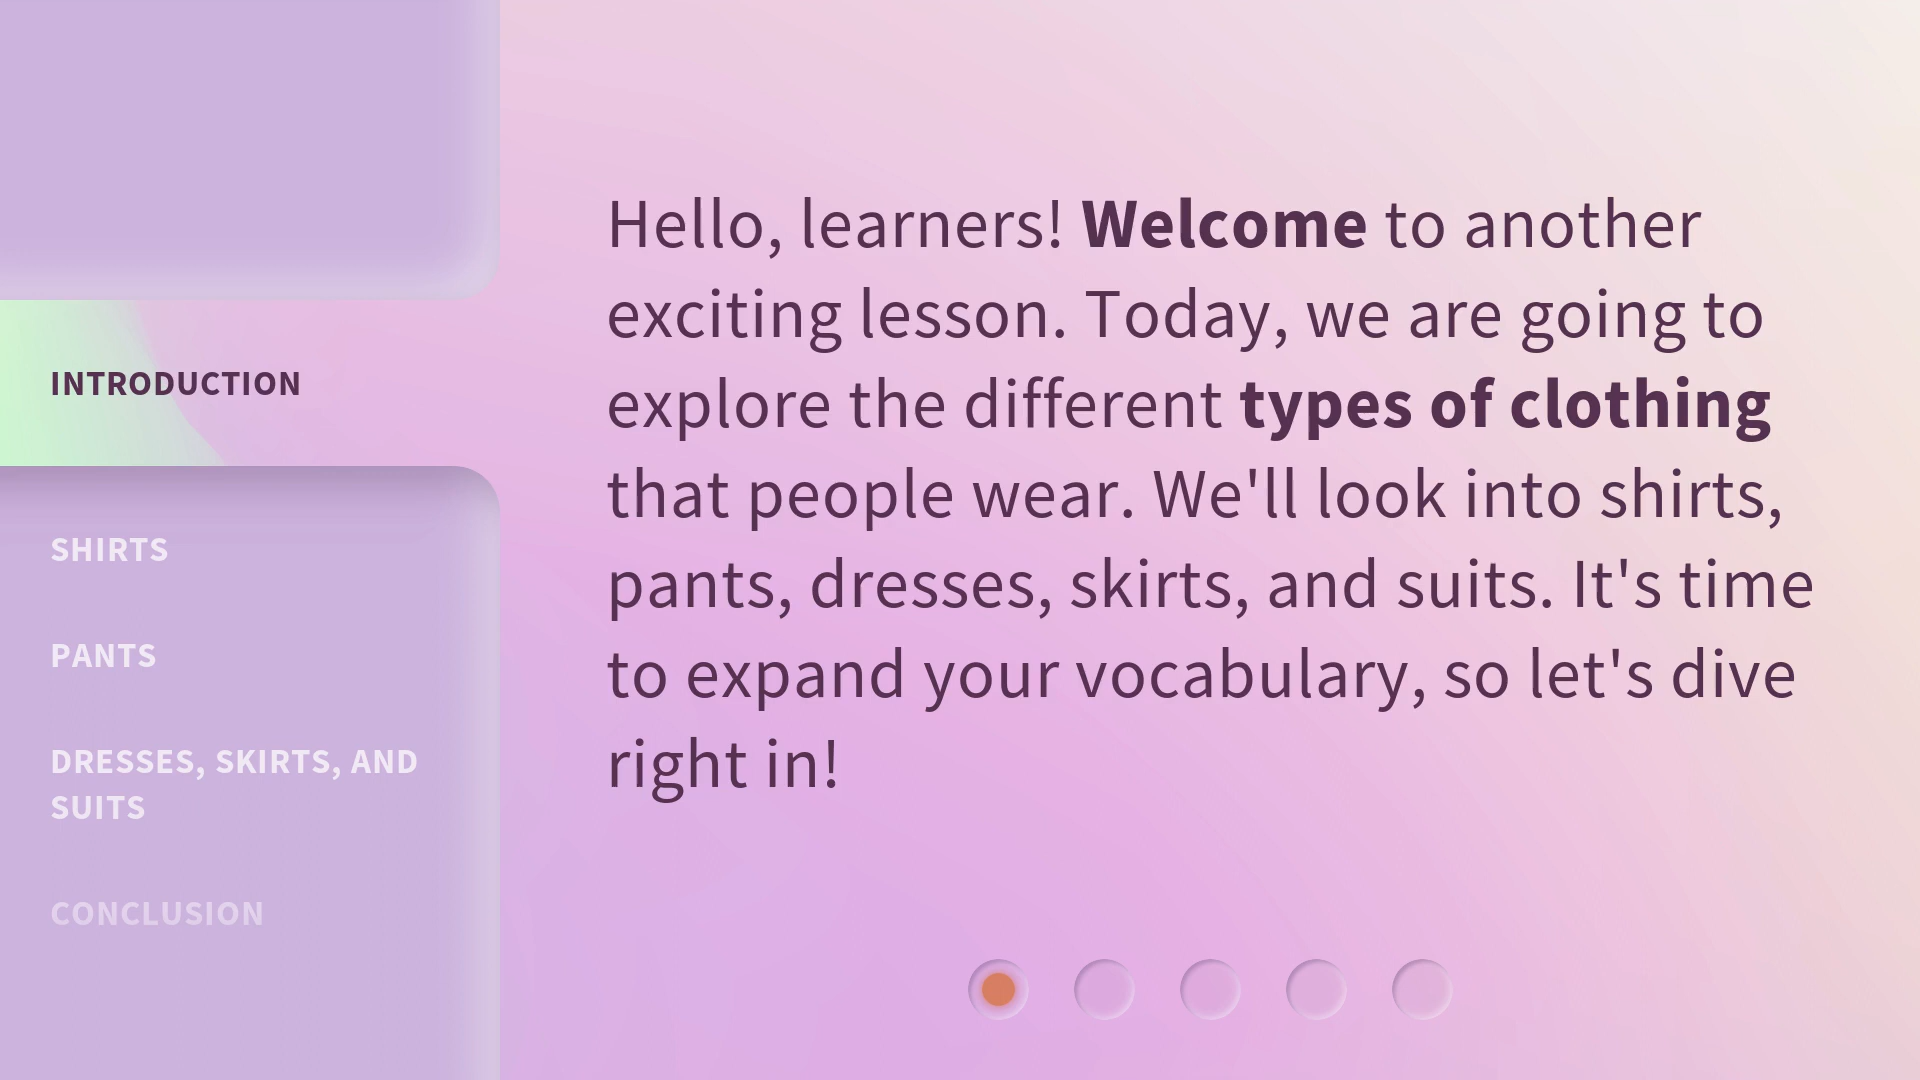 INTRODUCTION
SHIRTS
PANTS
DRESSES, SKIRTS, AND
SUITS
CONCLUSION
Hello, learners! Welcome to another
exciting lesson. Today, we are going to
explore the different types of clothing
that people wear. We'll look into shirts,
pants, dresses, skirts, and suits. It's time
to expand your vocabulary, so let's dive
right in!